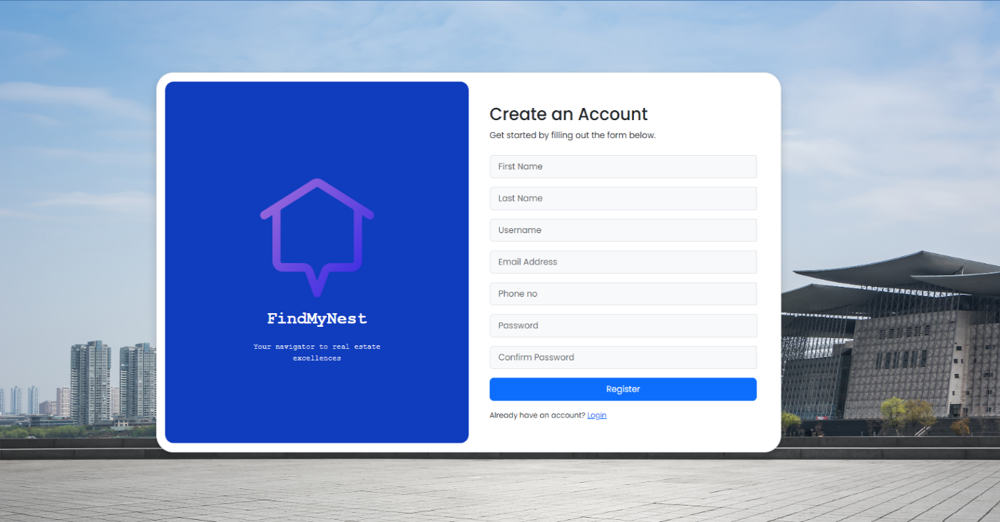 FindMyNest
Your navigator to real estate
excellences
Create an Account
Get started by filling out the form below.
First Name
Last Name
Username
Email Address
Phone no
Password
Confirm Password
Register
Already have an account? Login